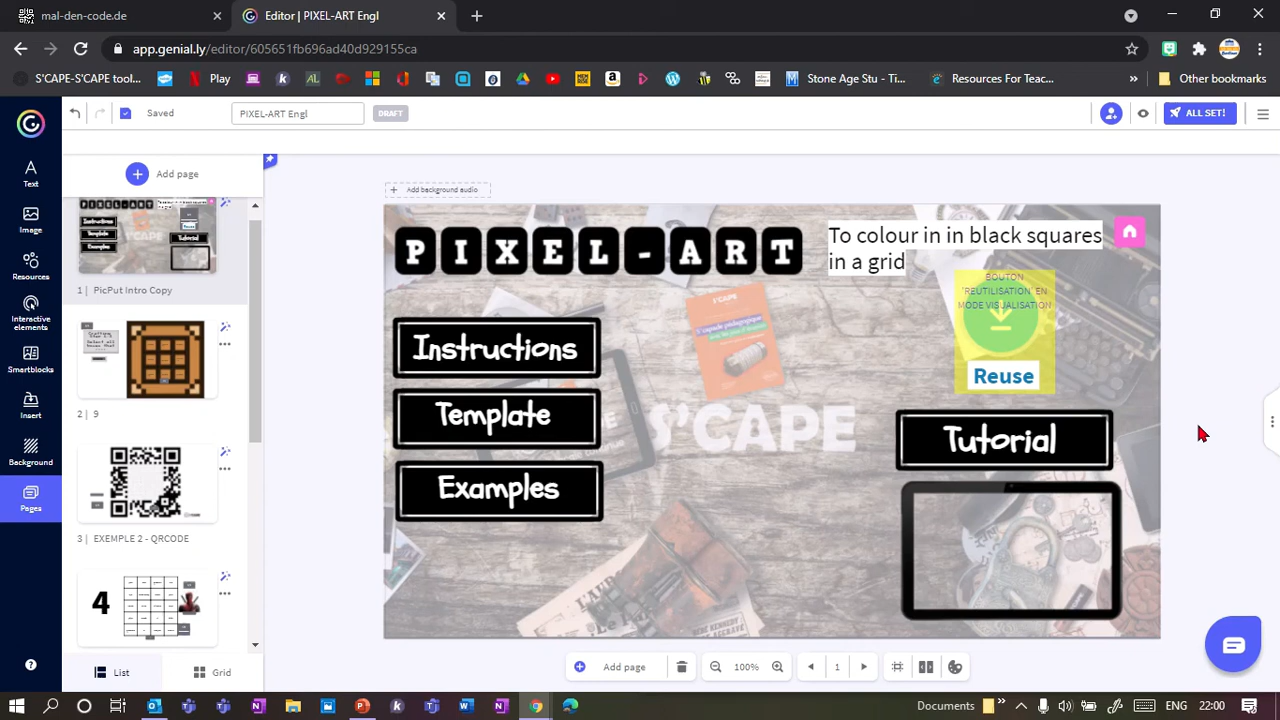 mal-den-code.de
Editor | PIXEL-ART Engl
app.genial.ly/editor/605651fb696ad40d929155ca
S'CAPE-S'CAPE tool...
Play
Stone Age Stu - Ti...
Resources For Teac...
Other bookmarks
Saved
PIXEL-ART Engl
DRAFT
ALL SET!
Text
Image
Resources
Interactive
elements
Smartblocks
Insert
Background
Pages
Add page
1 | PicPut Intro Copy
2 | 9
3 | EXEMPLE 2 - QRCODE
4
List
Grid
Add background audio
PIXEL-ART
To colour in in black squares
in a grid
BOUTON
"REUTILISATION" EN
MODE VISUALISATION
Reuse
Instructions
Template
Examples
S'CAPE
Tutorial
Add page
100%
1
Documents
ENG
22:00